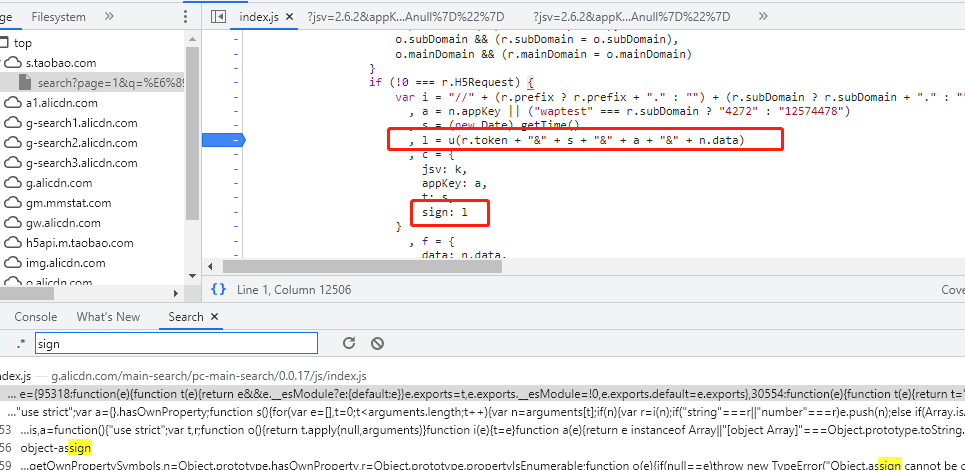 ge Filesystem
index.js × ?jsv=2.6.2&appK...Anull%7D%22%7D ?jsv=2.6.2&appK...Anull%7D%22%7D
top
s.taobao.com
search?page=1&q=%E6%8
a1.alicdn.com
g-search1.alicdn.com
g-search2.alicdn.com
g-search3.alicdn.com
g.alicdn.com
gm.mmstat.com
gw.alicdn.com
h5api.m.taobao.com
img.alicdn.com
o.alicdn.com
o.subDomain && (r.subDomain = o.subDomain),
o.mainDomain && (r.mainDomain = o.mainDomain)
}
if (!0 === r.H5Request) {
var i = "//" + (r.prefix ? r.prefix + "." : "") + (r.subDomain ? r.subDomain + "." : "
, a = n.appKey || ("waptest" === r.subDomain ? "4272" : "12574478")
, s = (new Date).getTime()
, l = u(r.token + "&" + s + "&" + a + "&" + n.data)
, c = {
jsv: k,
appKey: a,
t: s,
sign: l
}
, f = {
data: n.data,
{} Line 1, Column 12506 Cove
Console What's New Search ×
.* sign
ndex.js — g.alicdn.com/main-search/pc-main-search/0.0.17/js/index.js
... e={95318:function(e){function t(e){return e&&e.__esModule?e:{default:e}}e.exports=t,e.exports.__esModule=!0,e.exports.default=e.exports},30554:function(e){function t(e){return t="
..."use strict";var a={}.hasOwnProperty;function s(){for(var e=[],t=0;t<arguments.length;t++){var n=arguments[t];if(n){var r=i(n);if("string"===r||"number"===r)e.push(n);else if(Array.isA
53 ...is,a=function(){"use strict";var t,r;function o(){return t.apply(null,arguments)}function i(e){t=e}function a(e){return e instanceof Array||"[object Array]"===Object.prototype.toString.
56 object-assign
...getOwnPropertySymbols,n=Object.prototype.hasOwnProperty,r=Object.prototype.propertyIsEnumerable;function o(e){if(null==e)throw new TypeError("Object.assign cannot be c